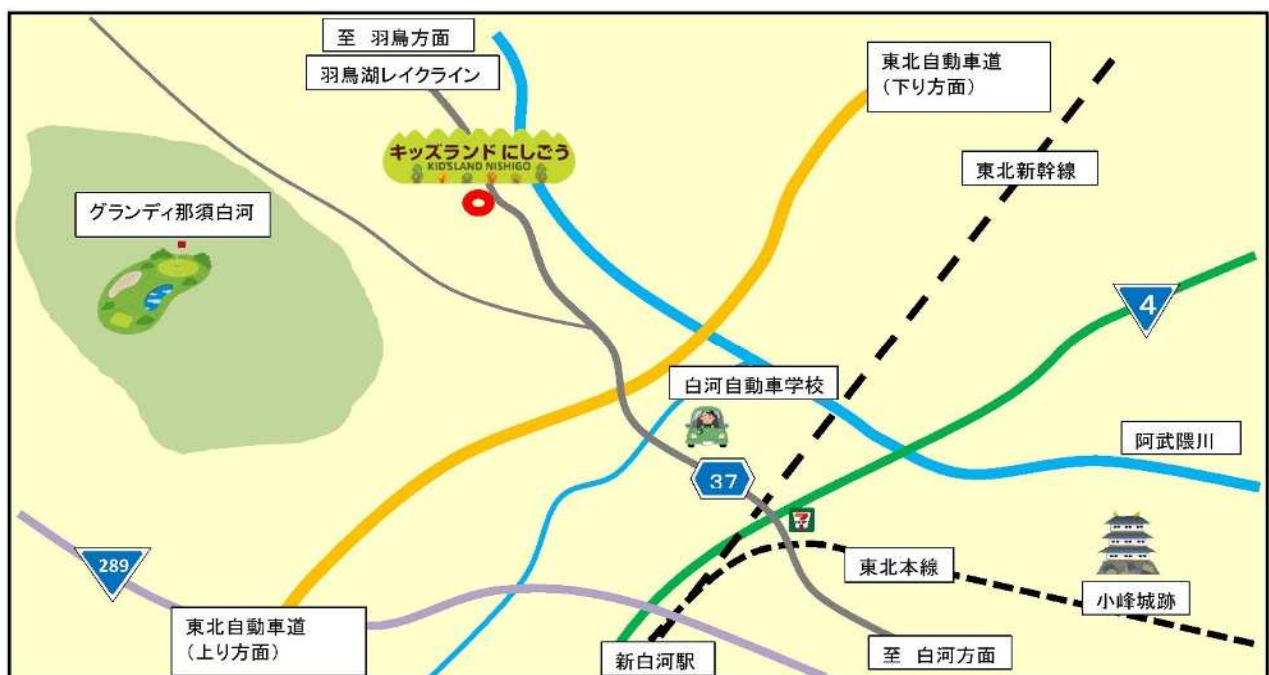 至 羽鳥方面
羽鳥湖レイクライン
東北自動車道
(下り方面)
キッズランド にしごう
KID'SLAND NISHIGO
東北新幹線
グランディ那須白河
4
白河自動車学校
阿武隈川
37
7
289
東北本線
小峰城跡
東北自動車道
(上り方面)
新白河駅
至 白河方面